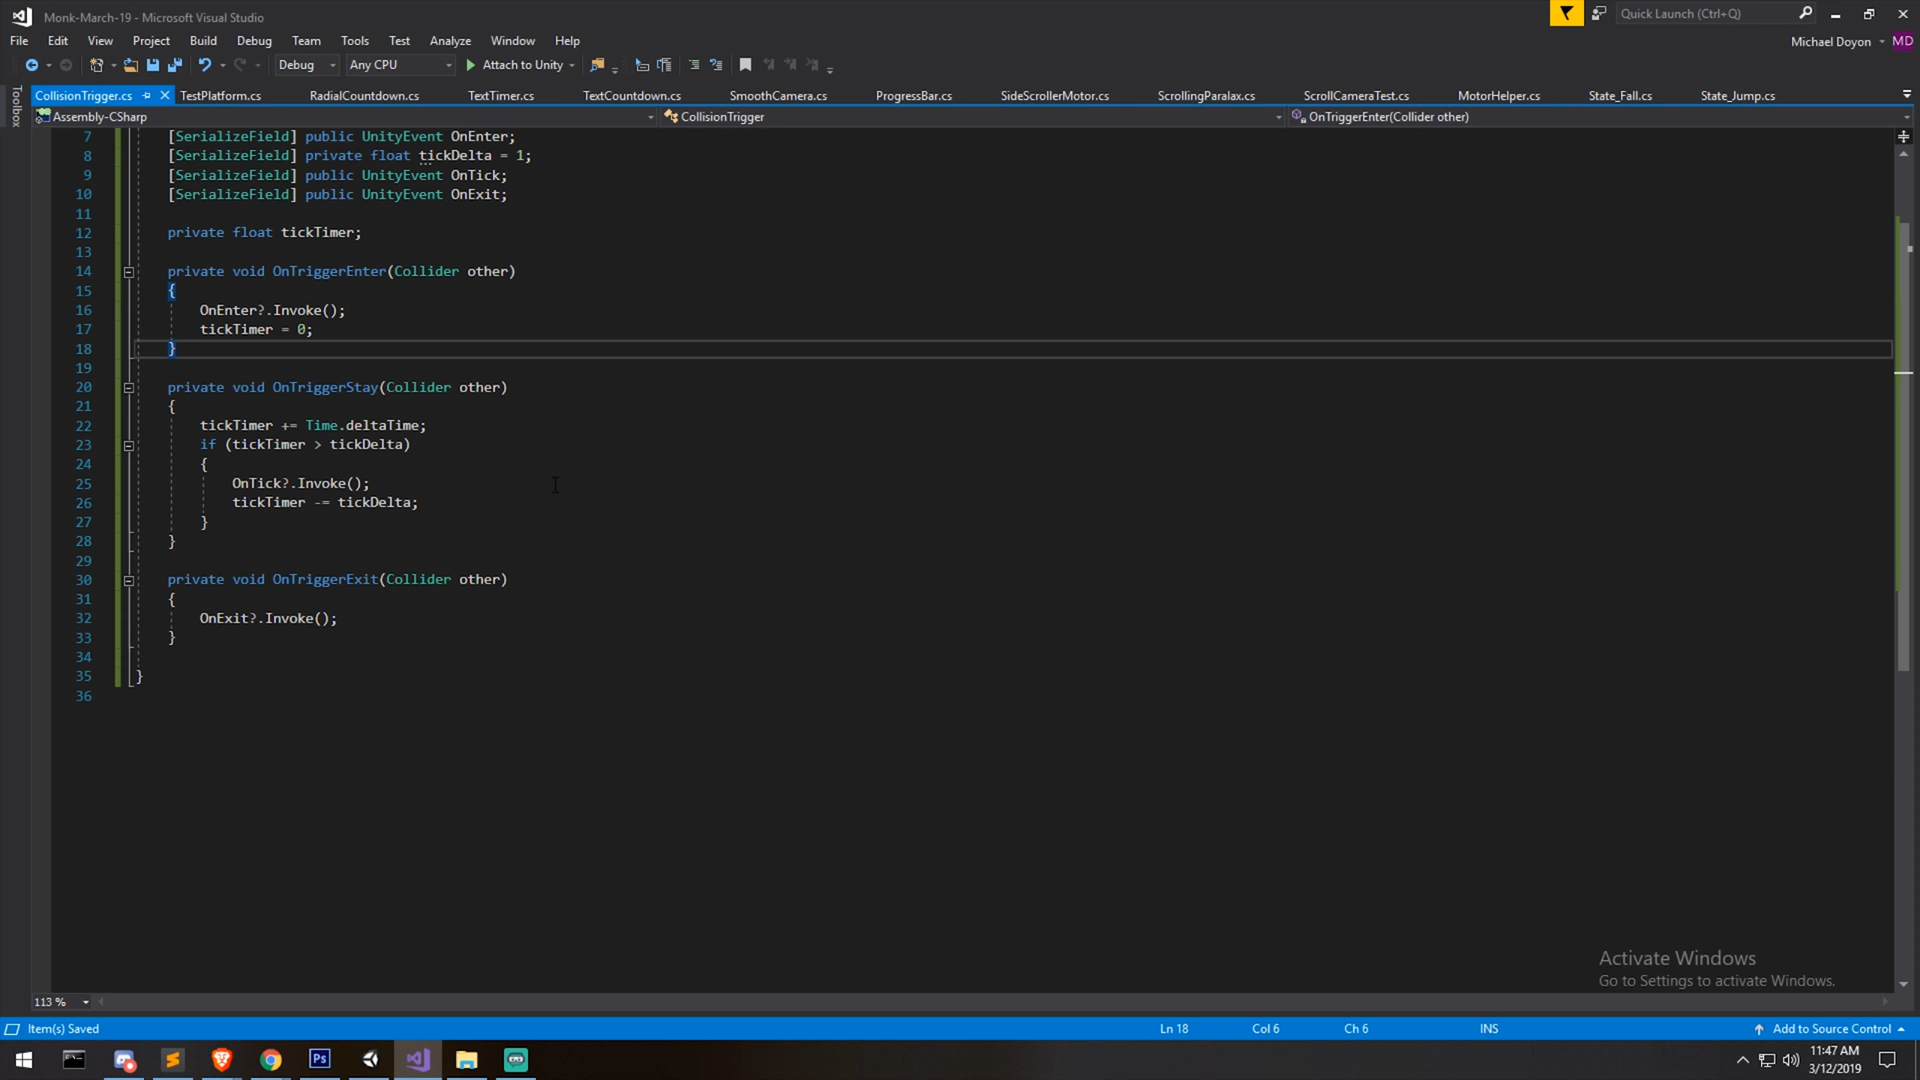 Monk-March-19 - Microsoft Visual Studio
Quick Launch (Ctrl+Q)
File Edit View Project Build Debug Team Tools Test Analyze Window Help
Michael Doyon MD
Debug Any CPU Attach to Unity
Toolbox
CollisionTrigger.cs TestPlatform.cs RadialCountdown.cs TextTimer.cs TextCountdown.cs SmoothCamera.cs ProgressBar.cs SideScrollerMotor.cs ScrollingParalax.cs ScrollCameraTest.cs MotorHelper.cs State_Fall.cs State_Jump.cs
Assembly-CSharp CollisionTrigger OnTriggerEnter(Collider other)
7 [SerializeField] public UnityEvent OnEnter;
8 [SerializeField] private float tickDelta = 1;
9 [SerializeField] public UnityEvent OnTick;
10 [SerializeField] public UnityEvent OnExit;
11
12 private float tickTimer;
13
14 private void OnTriggerEnter(Collider other)
15 {
16 OnEnter?.Invoke();
17 tickTimer = 0;
18 }
19
20 private void OnTriggerStay(Collider other)
21 {
22 tickTimer += Time.deltaTime;
23 if (tickTimer > tickDelta)
24 {
25 OnTick?.Invoke();
26 tickTimer -= tickDelta;
27 }
28 }
29
30 private void OnTriggerExit(Collider other)
31 {
32 OnExit?.Invoke();
33 }
34
35 }
36
Activate Windows
Go to Settings to activate Windows.
113 %
Item(s) Saved Ln 18 Col 6 Ch 6 INS Add to Source Control
Ps
11:47 AM
3/12/2019